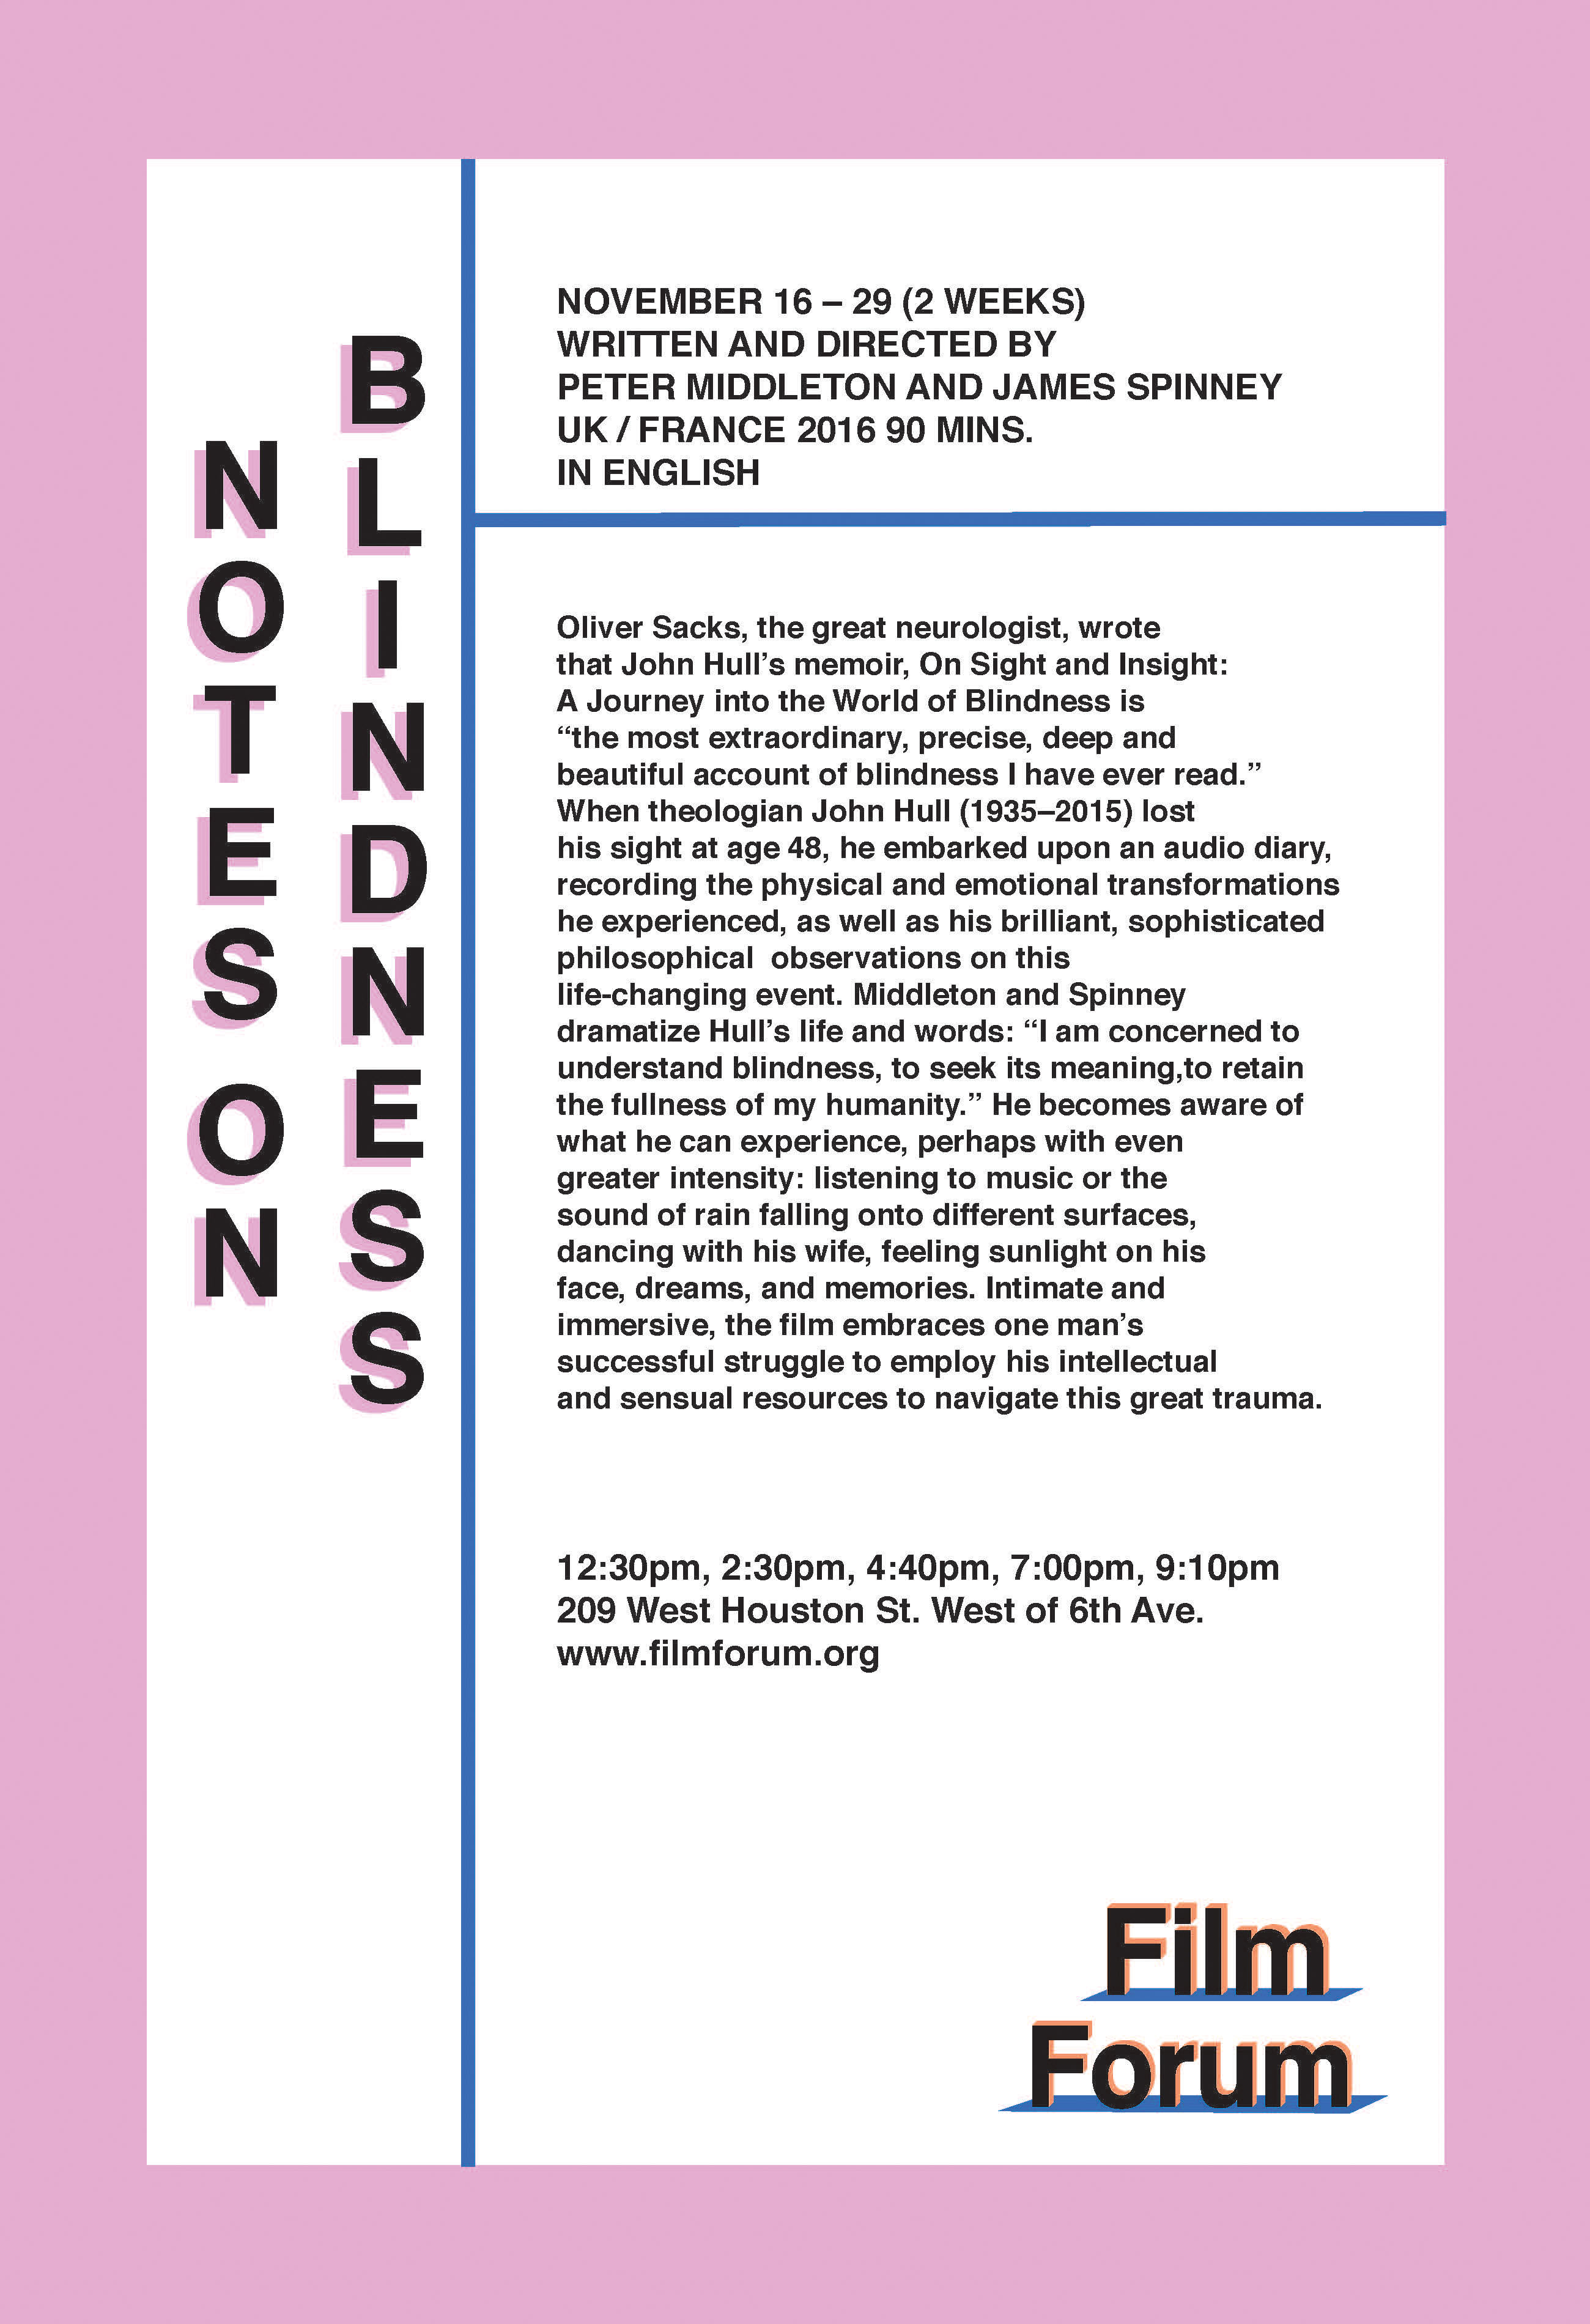 NOTES ON
BLINDNESS
NOVEMBER 16 – 29 (2 WEEKS)
WRITTEN AND DIRECTED BY
PETER MIDDLETON AND JAMES SPINNEY
UK / FRANCE 2016 90 MINS.
IN ENGLISH
Oliver Sacks, the great neurologist, wrote
that John Hull’s memoir, On Sight and Insight:
A Journey into the World of Blindness is
“the most extraordinary, precise, deep and
beautiful account of blindness I have ever read.”
When theologian John Hull (1935–2015) lost
his sight at age 48, he embarked upon an audio diary,
recording the physical and emotional transformations
he experienced, as well as his brilliant, sophisticated
philosophical  observations on this
life-changing event. Middleton and Spinney
dramatize Hull’s life and words: “I am concerned to
understand blindness, to seek its meaning,to retain
the fullness of my humanity.” He becomes aware of
what he can experience, perhaps with even
greater intensity: listening to music or the
sound of rain falling onto different surfaces,
dancing with his wife, feeling sunlight on his
face, dreams, and memories. Intimate and
immersive, the film embraces one man’s
successful struggle to employ his intellectual
and sensual resources to navigate this great trauma.
12:30pm, 2:30pm, 4:40pm, 7:00pm, 9:10pm
209 West Houston St. West of 6th Ave.
www.filmforum.org
Film
Forum